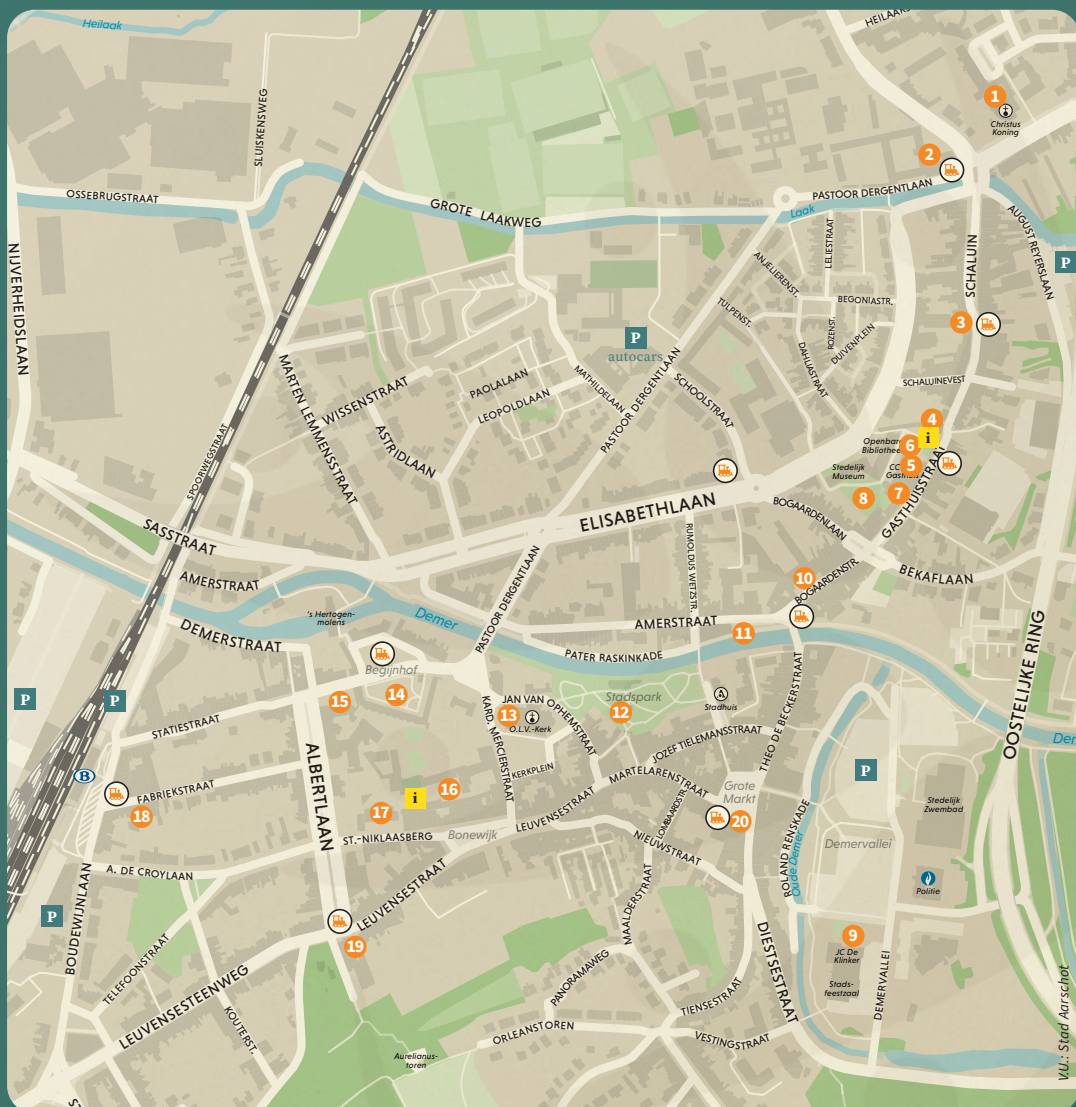 Heilaak
HEILAARS
1
Christus
Koning
2
SLUISKENSWEG
OSSEBRUGSTRAAT
GROTE LAAKWEG
PASTOOR DERGENTLAAN
Laak
AUGUST REYERSLAAN
P
NIJVERHEIDSLAAN
SCHALUIN
LELIESTRAAT
ANJELIERENST.
BEGONIASTR.
TULPENST.
ROZENST.
DUIVENPLEIN
DAHLIASTRAAT
3
P
autocars
MARTEN LEMMENSSTRAAT
WISSENSTRAAT
PAOLALAAN
LEOPOLDLAAN
MATHILDELAAN
PASTOOR DERGENTLAAN
SCHOOLSTRAAT
SCHALUINEVEST
ASTRIDLAAN
SPOORWEGSTRAAT
4
i
Openbare
Bibliotheek
6
5
CC
Gasthuis
Stedelijk
Museum
8
7
GASTHUISSTRAAT
ELISABETHLAAN
BOGAARDENLAAN
SASSTRAAT
RUMOLDUS WETZSTR.
BEKAFLAAN
AMERSTRAAT
10
BOGAARDENSTR.
's Hertogen-
molens
Demer
PASTOOR DERGENTLAAN
AMERSTRAAT
11
DEMERSTRAAT
PATER RASKINKADE
OOSTELIJKE RING
Begijnhof
14
15
P
P
STATIESTRAAT
KARD. MERCIERSTRAAT
JAN VAN OPHEMSTRAAT
13
O.L.V.-Kerk
Stadspark
12
A
Stadhuis
THEO DE BECKERSTRAAT
JOZEF TIELEMANSSTRAAT
Dem
ALBERTLAAN
B
FABRIEKSTRAAT
18
KERKPLEIN
MARTELARENSTRAAT
Grote
Markt
P
16
i
17
LEUVENSESTRAAT
LOMBAARDSTR.
20
Stedelijk
Zwembad
ST.-NIKLAASBERG
Bonewijk
NIEUWSTRAAT
ROLAND RENSKADE
Oude Demer
Demervallei
A. DE CROYLAAN
LEUVENSESTRAAT
Politie
P
BOUDEWIJNLAAN
19
MAALDERSTRAAT
DIESTSESTRAAT
9
JC De
Klinker
TELEFOONSTRAAT
PANORAMAWEG
Stads-
feestzaal
DEMERVALLEI
LEUVENSESTEENWEG
KOUTERST.
TIENSESTRAAT
ORLEANSTOREN
VESTINGSTRAAT
Aurelianus-
toren
V.U.: Stad Aarschot